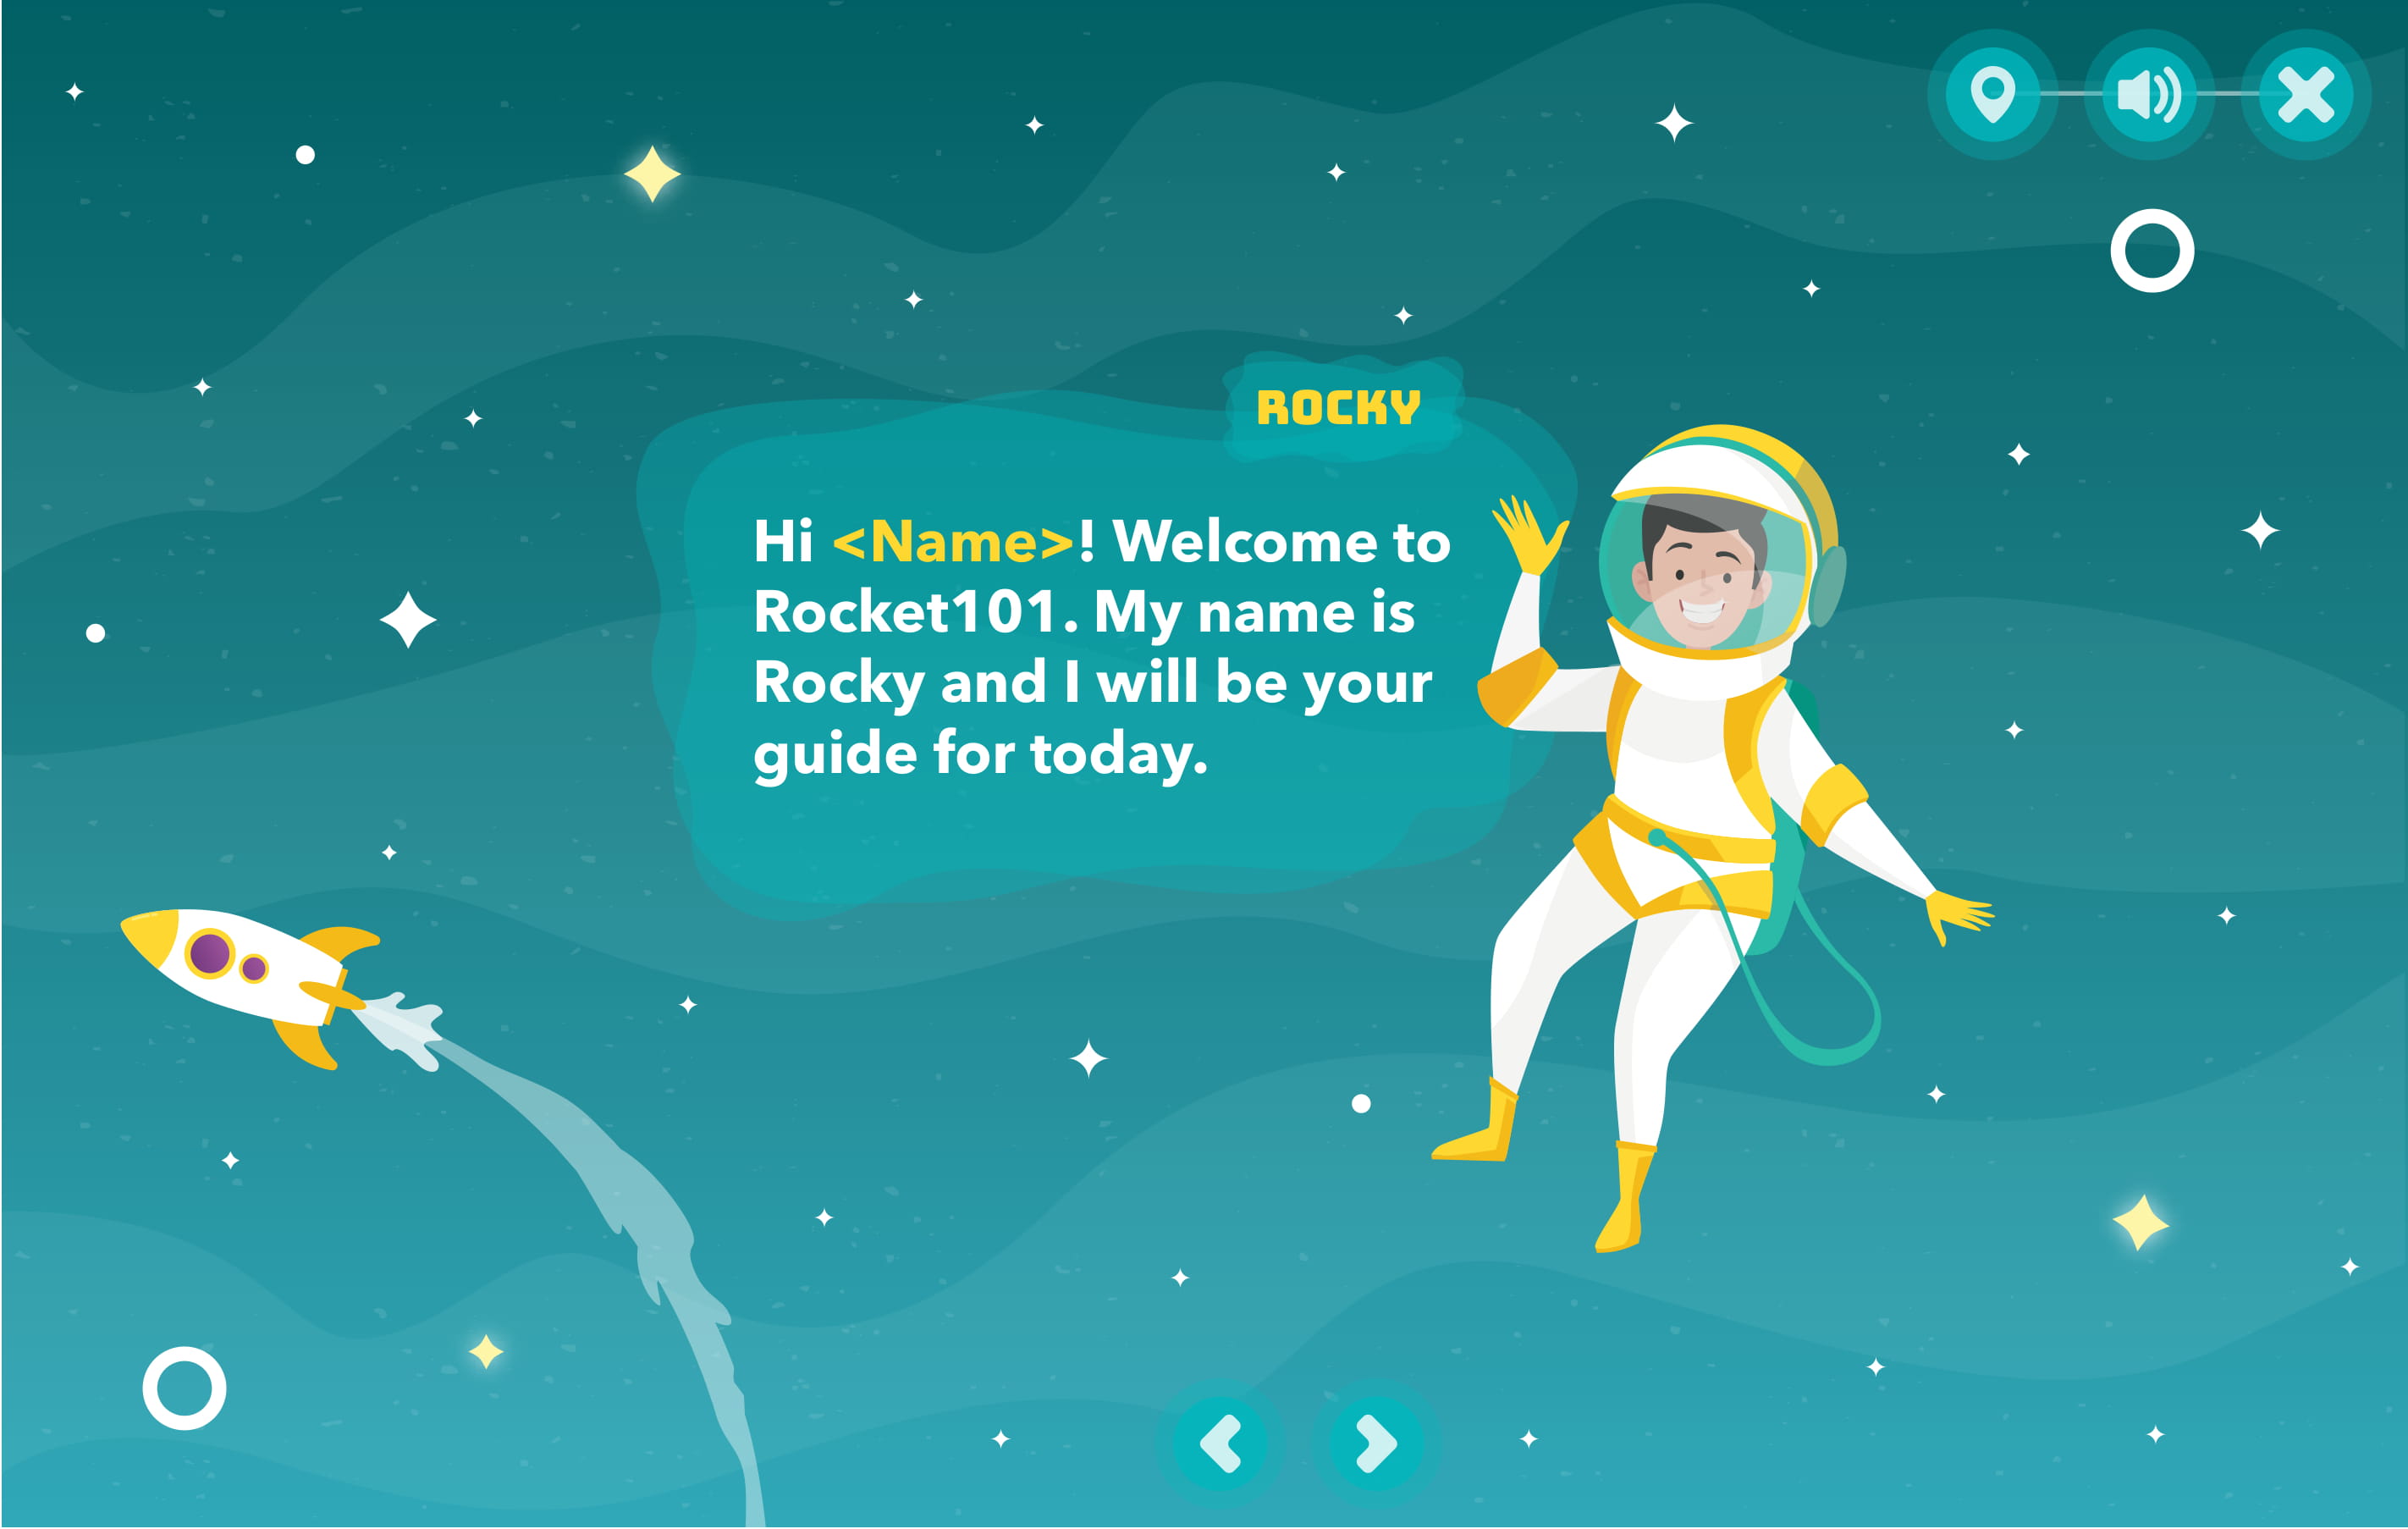 ROCKY
Hi <Name>! Welcome to
Rocket101. My name is
Rocky and I will be your
guide for today.